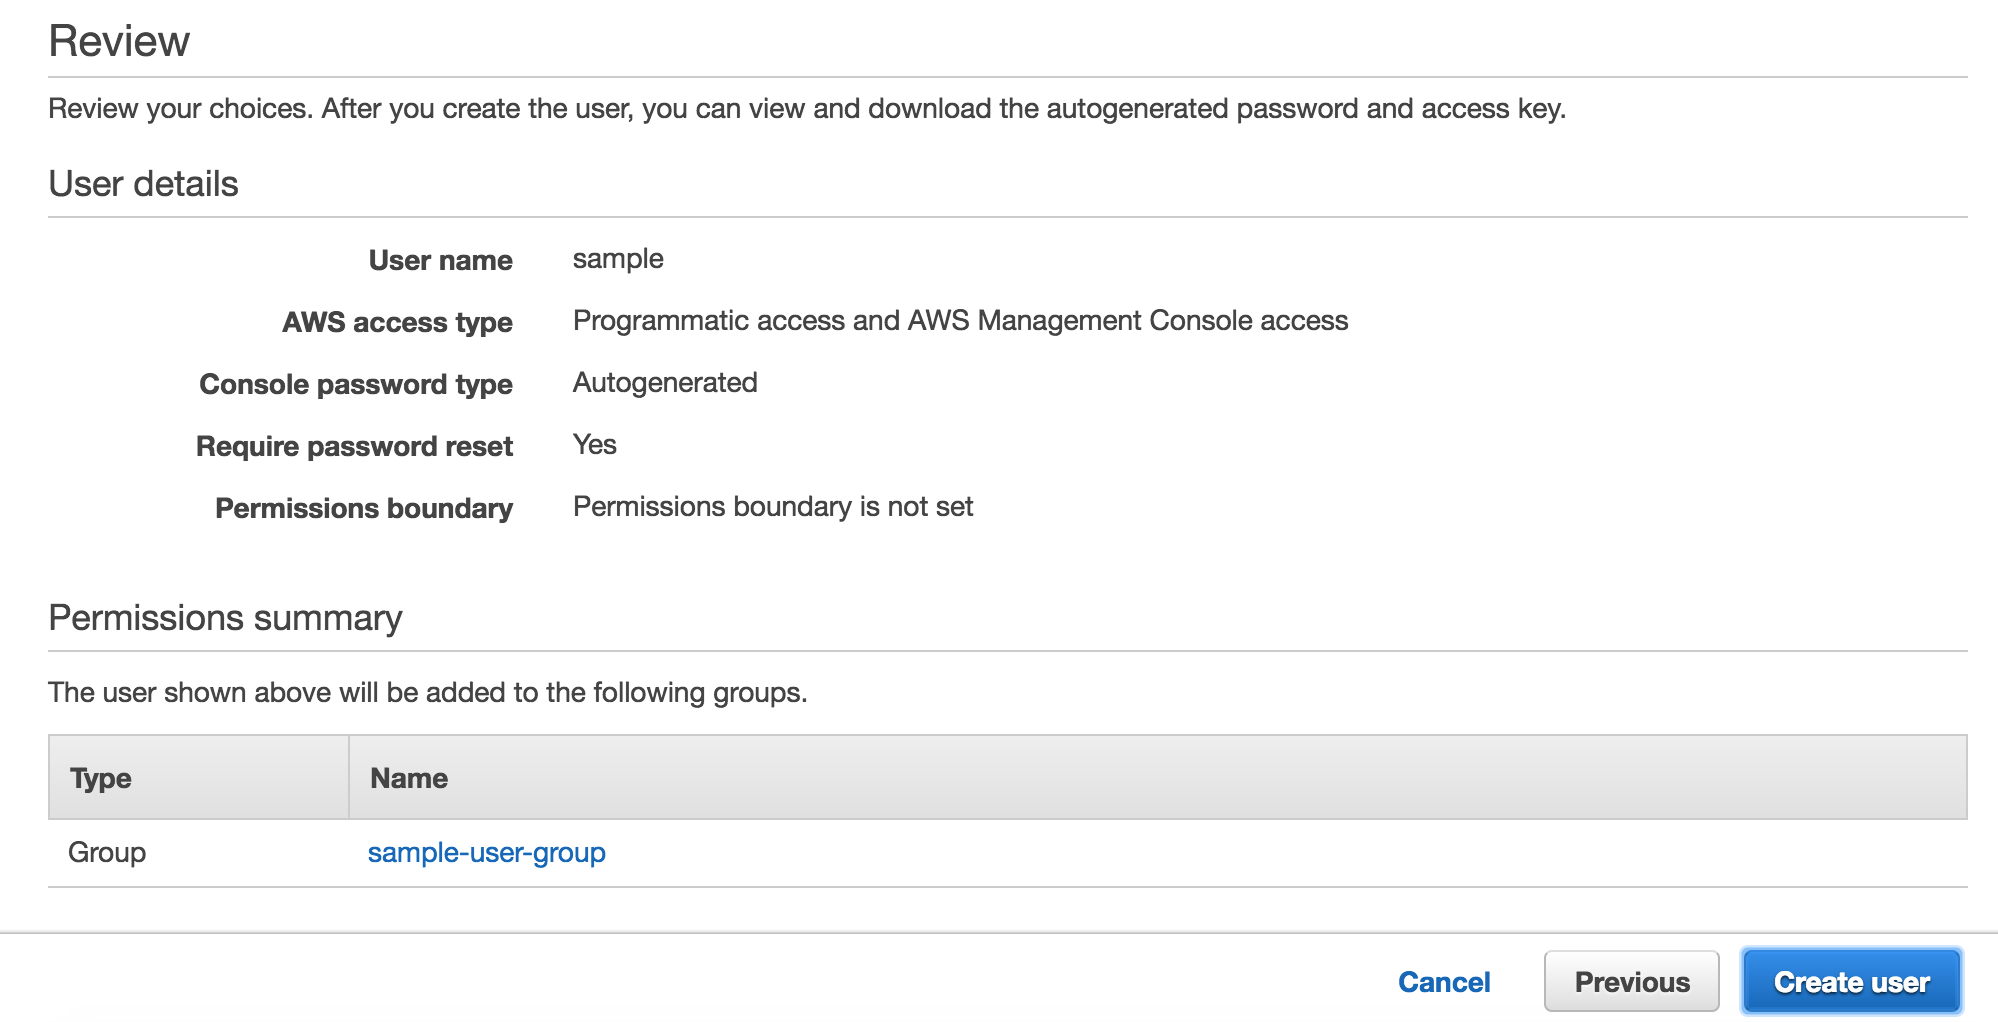 Review
Review your choices. After you create the user, you can view and download the autogenerated password and access key.
User details
User name sample
AWS access type Programmatic access and AWS Management Console access
Console password type Autogenerated
Require password reset Yes
Permissions boundary Permissions boundary is not set
Permissions summary
The user shown above will be added to the following groups.
Type Name
Group sample-user-group
Cancel Previous Create user